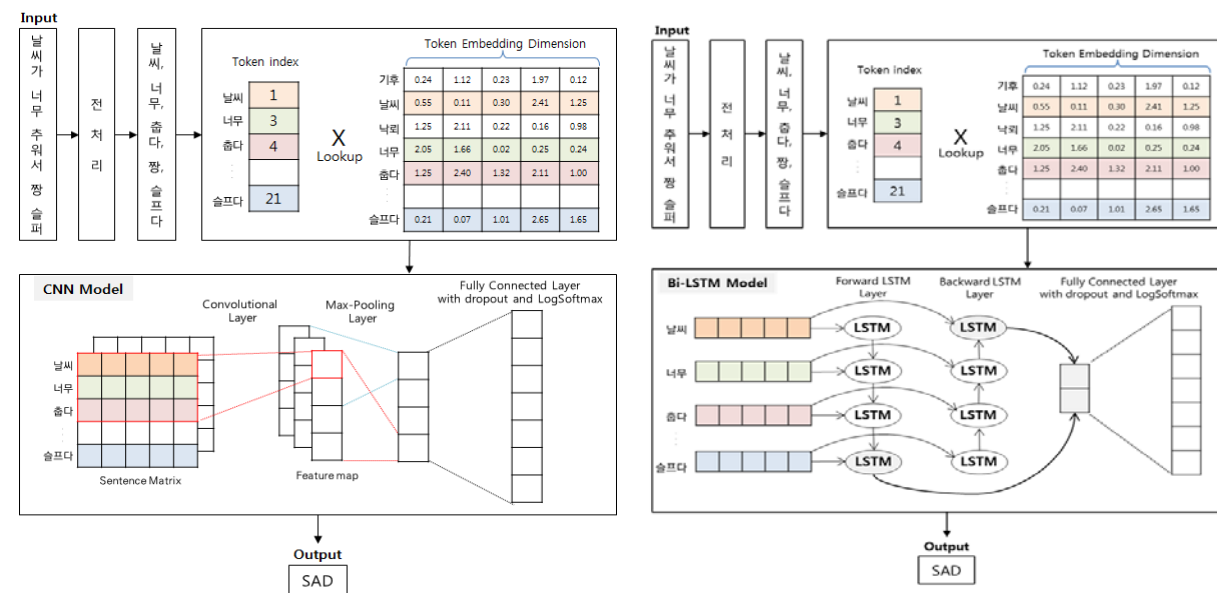 Input
날씨가 너무 추워서 짱 슬퍼
전처리
날씨, 너무, 춥다, 짱, 슬프다
Token index
날씨 1
너무 3
춥다 4
슬프다 21
X
Lookup
Token Embedding Dimension
기후 0.24 1.12 0.23 1.97 0.12
날씨 0.55 0.11 0.30 2.41 1.25
낙뢰 1.25 2.11 0.22 0.16 0.98
너무 2.05 1.66 0.02 0.25 0.24
춥다 1.25 2.40 1.32 2.11 1.00
슬프다 0.21 0.07 1.01 2.65 1.65
CNN Model
Convolutional
Layer
Max-Pooling
Layer
Fully Connected Layer
with dropout and LogSoftmax
날씨
너무
춥다
슬프다
Sentence Matrix
Feature map
Output
SAD
Input
날씨가 너무 추워서 짱 슬퍼
전처리
날씨, 너무, 춥다, 짱, 슬프다
Token index
날씨 1
너무 3
춥다 4
슬프다 21
X
Lookup
Token Embedding Dimension
기후 0.24 1.12 0.23 1.97 0.12
날씨 0.55 0.11 0.30 2.41 1.25
낙뢰 1.25 2.11 0.22 0.16 0.98
너무 2.05 1.66 0.02 0.25 0.24
춥다 1.25 2.40 1.32 2.11 1.00
슬프다 0.21 0.07 1.01 2.65 1.65
Bi-LSTM Model
Forward LSTM
Layer
Backward LSTM
Layer
Fully Connected Layer
with dropout and LogSoftmax
날씨 LSTM LSTM
너무 LSTM LSTM
춥다 LSTM LSTM
슬프다 LSTM LSTM
Output
SAD